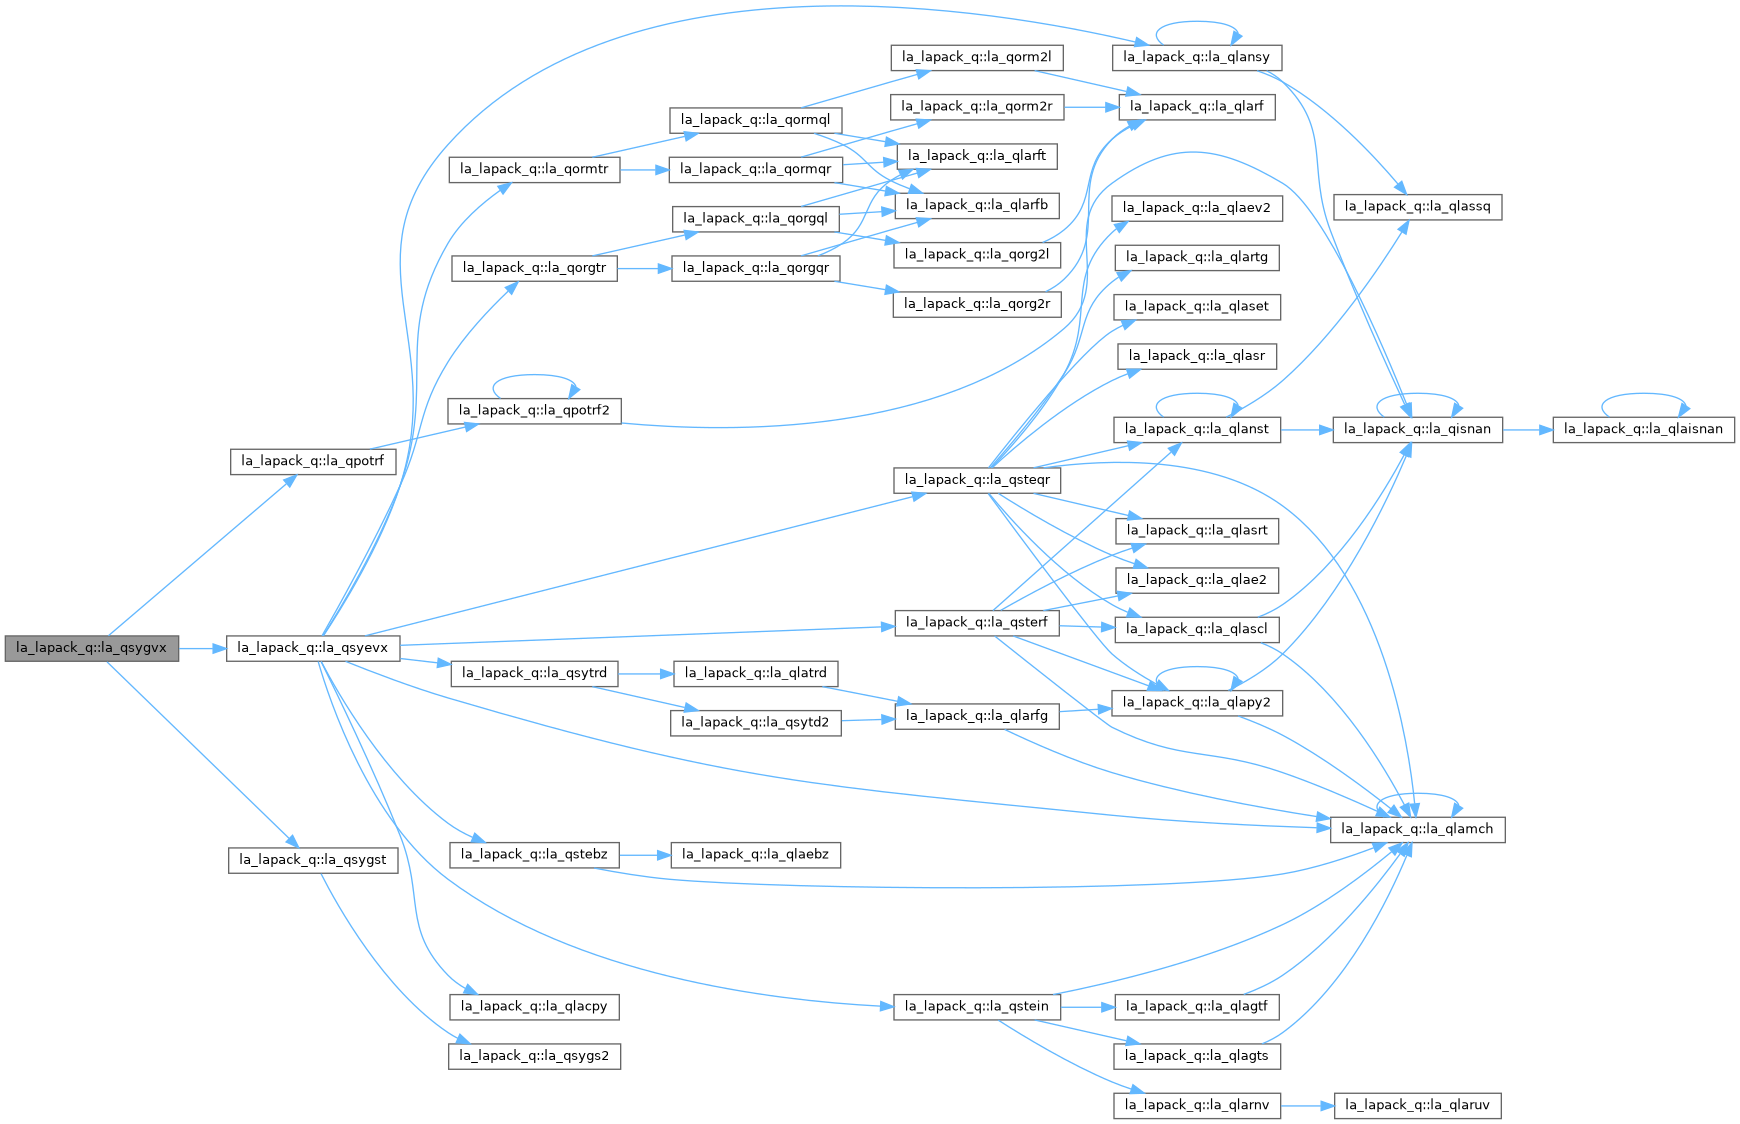 la_lapack_q::la_qsygvx
la_lapack_q::la_qpotrf
la_lapack_q::la_qsyevx
la_lapack_q::la_qsygst
la_lapack_q::la_qormtr
la_lapack_q::la_qorgtr
la_lapack_q::la_qpotrf2
la_lapack_q::la_qsytrd
la_lapack_q::la_qstebz
la_lapack_q::la_qlacpy
la_lapack_q::la_qsygs2
la_lapack_q::la_qormql
la_lapack_q::la_qormqr
la_lapack_q::la_qorgql
la_lapack_q::la_qorgqr
la_lapack_q::la_qlatrd
la_lapack_q::la_qsytd2
la_lapack_q::la_qlaebz
la_lapack_q::la_qorm2l
la_lapack_q::la_qorm2r
la_lapack_q::la_qlarft
la_lapack_q::la_qlarfb
la_lapack_q::la_qorg2l
la_lapack_q::la_qorg2r
la_lapack_q::la_qsteqr
la_lapack_q::la_qsterf
la_lapack_q::la_qlarfg
la_lapack_q::la_qstein
la_lapack_q::la_qlansy
la_lapack_q::la_qlarf
la_lapack_q::la_qlaev2
la_lapack_q::la_qlartg
la_lapack_q::la_qlaset
la_lapack_q::la_qlasr
la_lapack_q::la_qlanst
la_lapack_q::la_qlasrt
la_lapack_q::la_qlae2
la_lapack_q::la_qlascl
la_lapack_q::la_qlapy2
la_lapack_q::la_qlagtf
la_lapack_q::la_qlagts
la_lapack_q::la_qlarnv
la_lapack_q::la_qlassq
la_lapack_q::la_qisnan
la_lapack_q::la_qlamch
la_lapack_q::la_qlaruv
la_lapack_q::la_qlaisnan